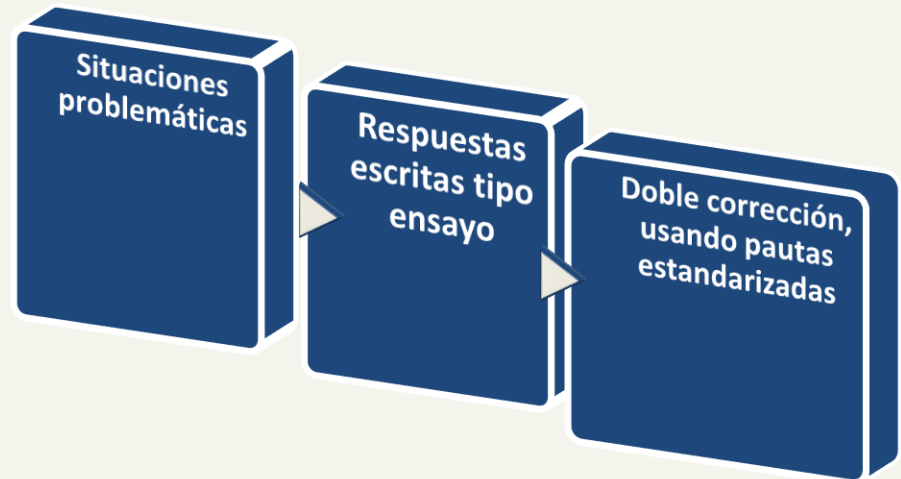 Situaciones
problemáticas
Respuestas
escritas tipo
ensayo
Doble corrección,
usando pautas
estandarizadas